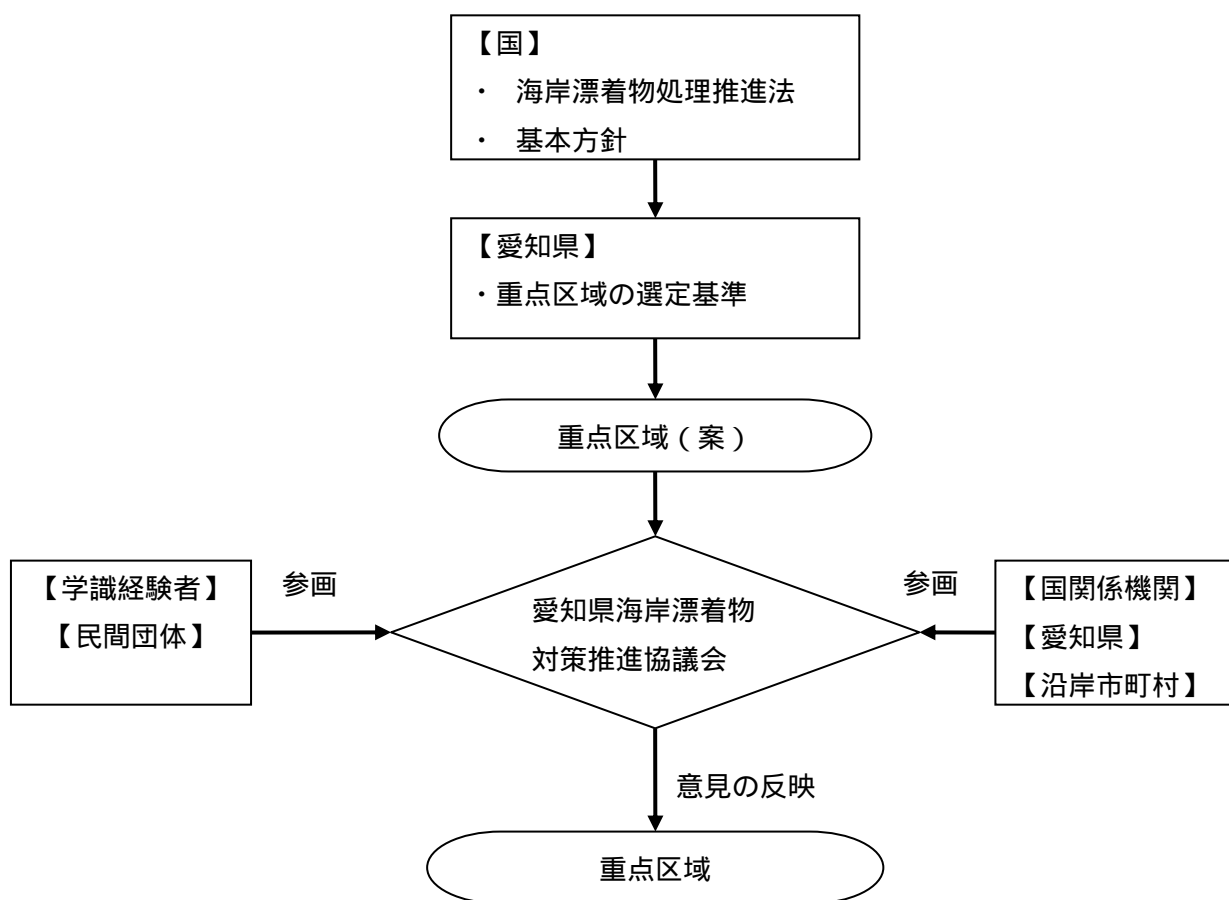 【国】
・ 海岸漂着物処理推進法
・ 基本方針
【愛知県】
・重点区域の選定基準
重点区域（案）
【学識経験者】
【民間団体】
参画
愛知県海岸漂着物
対策推進協議会
参画
【国関係機関】
【愛知県】
【沿岸市町村】
意見の反映
重点区域